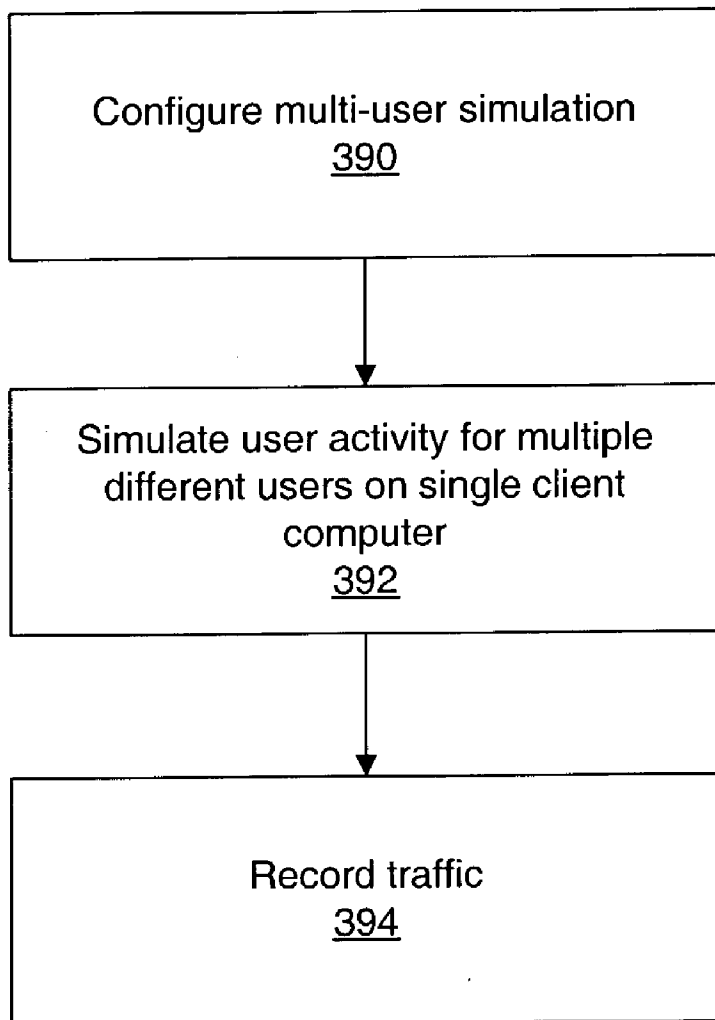 Configure multi-user simulation
390
Simulate user activity for multiple
different users on single client
computer
392
Record traffic
394